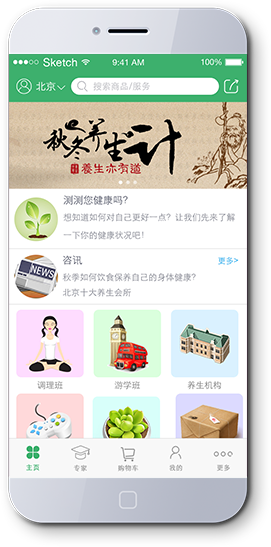 Sketch 9:41 AM 100%
北京 搜索商品/服务
秋冬养生计
养生亦有道
测测您健康吗?
想知道如何对自己更好一点? 让我们先来了解
一下你的健康状况吧!
咨讯 更多>
NEWS
秋季如何饮食保养自己的身体健康?
北京十大养生会所
调理班 游学班 养生机构
主页 专家 购物车 我的 更多